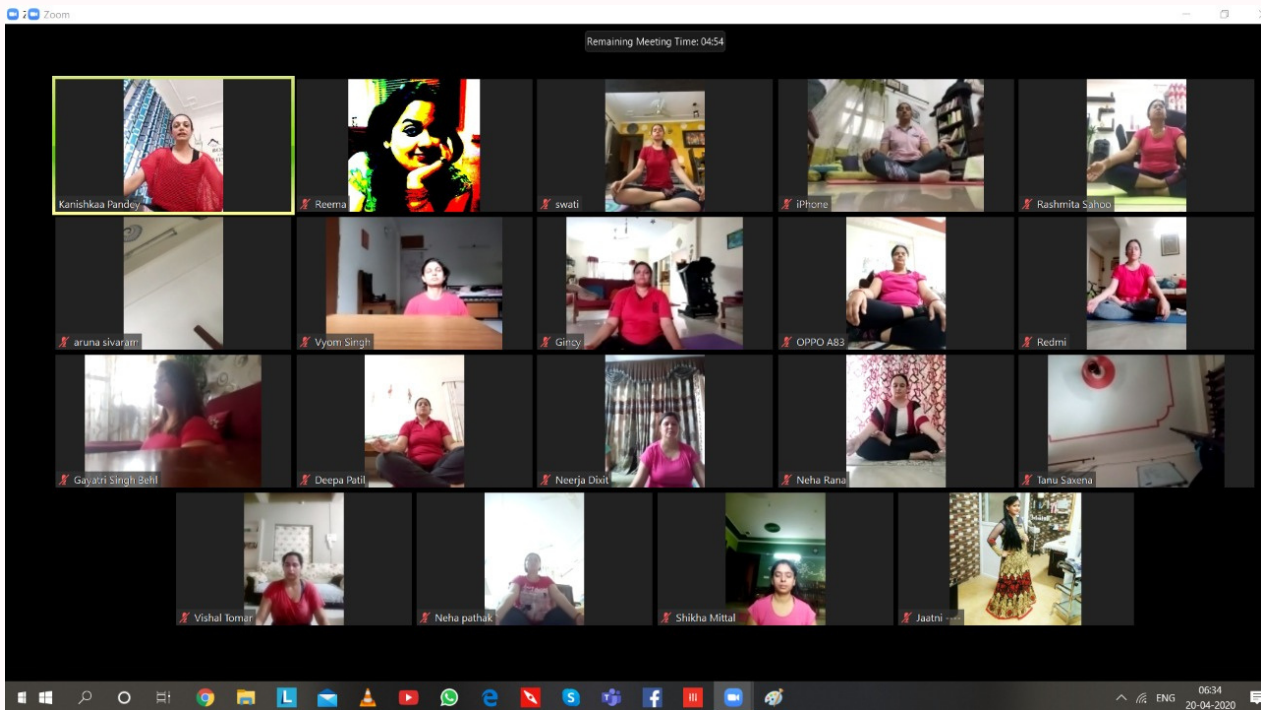 Zoom
Remaining Meeting Time: 04:54
Kanishkaa Pandey
Reema
swati
iPhone
Rashmita Sahoo
aruna sivaram
Vyom Singh
Gincy
OPPO A83
Redmi
Gayatri Singh Behl
Deepa Patil
Neerja Dixit
Neha Rana
Tanu Saxena
Vishal Tomar
Neha pathak
Shikha Mittal
Jaatni ----
ENG
06:34
20-04-2020